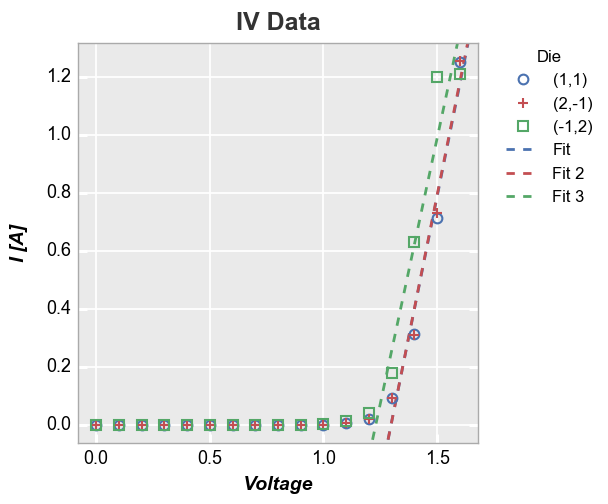 IV Data
I [A]
1.2
1.0
0.8
0.6
0.4
0.2
0.0
0.0 0.5 1.0 1.5
Voltage
Die
(1,1)
(2,-1)
(-1,2)
Fit
Fit 2
Fit 3